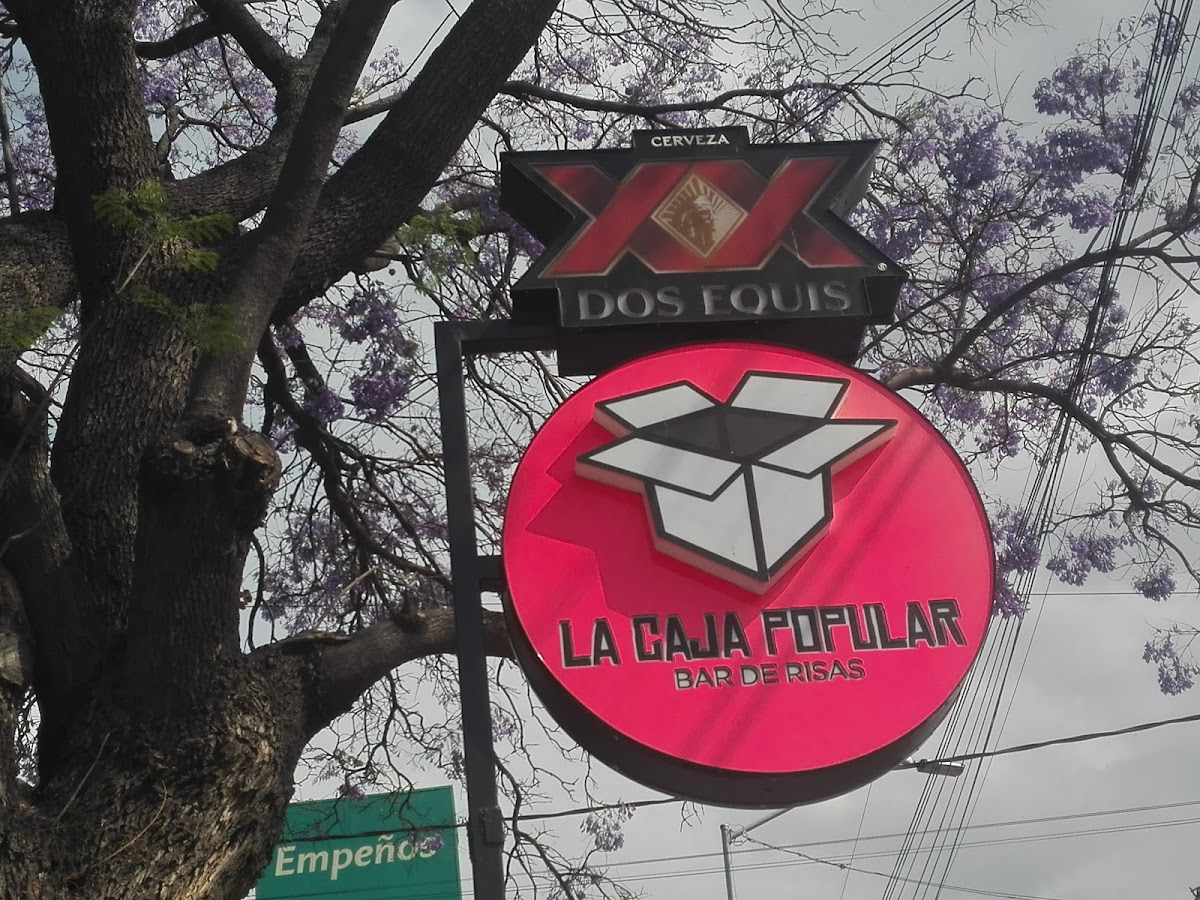 CERVEZA
XX
DOS EQUIS
LA CAJA POPULAR
BAR DE RISAS
Empeños